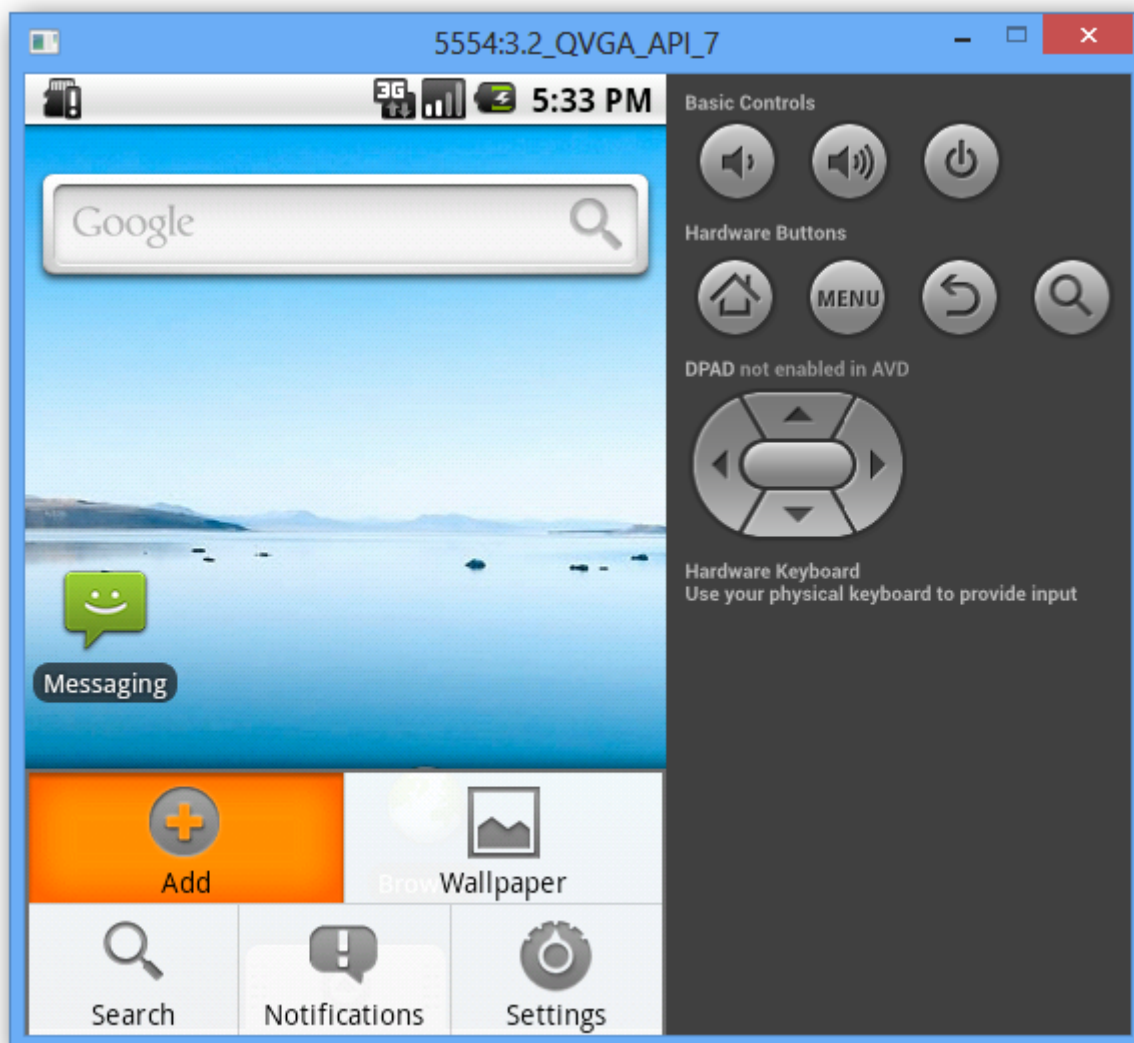 5554:3.2_QVGA_API_7
3G
5:33 PM
Google
Messaging
Add
Brow
Wallpaper
Search
Notifications
Settings
Basic Controls
Hardware Buttons
MENU
DPAD not enabled in AVD
Hardware Keyboard
Use your physical keyboard to provide input